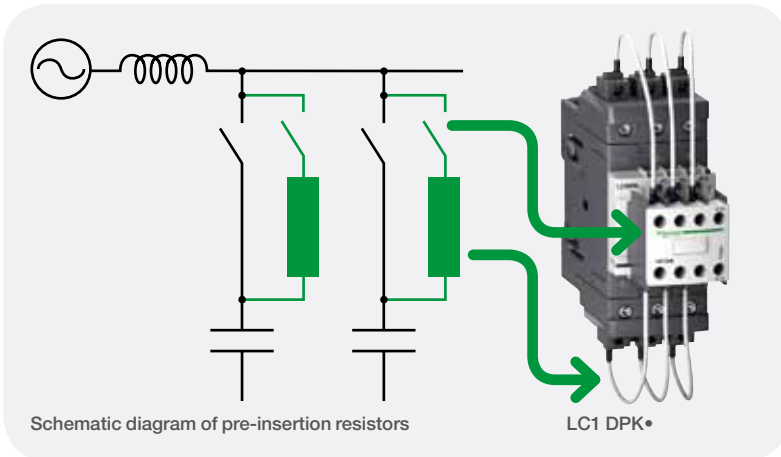 Schematic diagram of pre-insertion resistors
LC1 DPK•